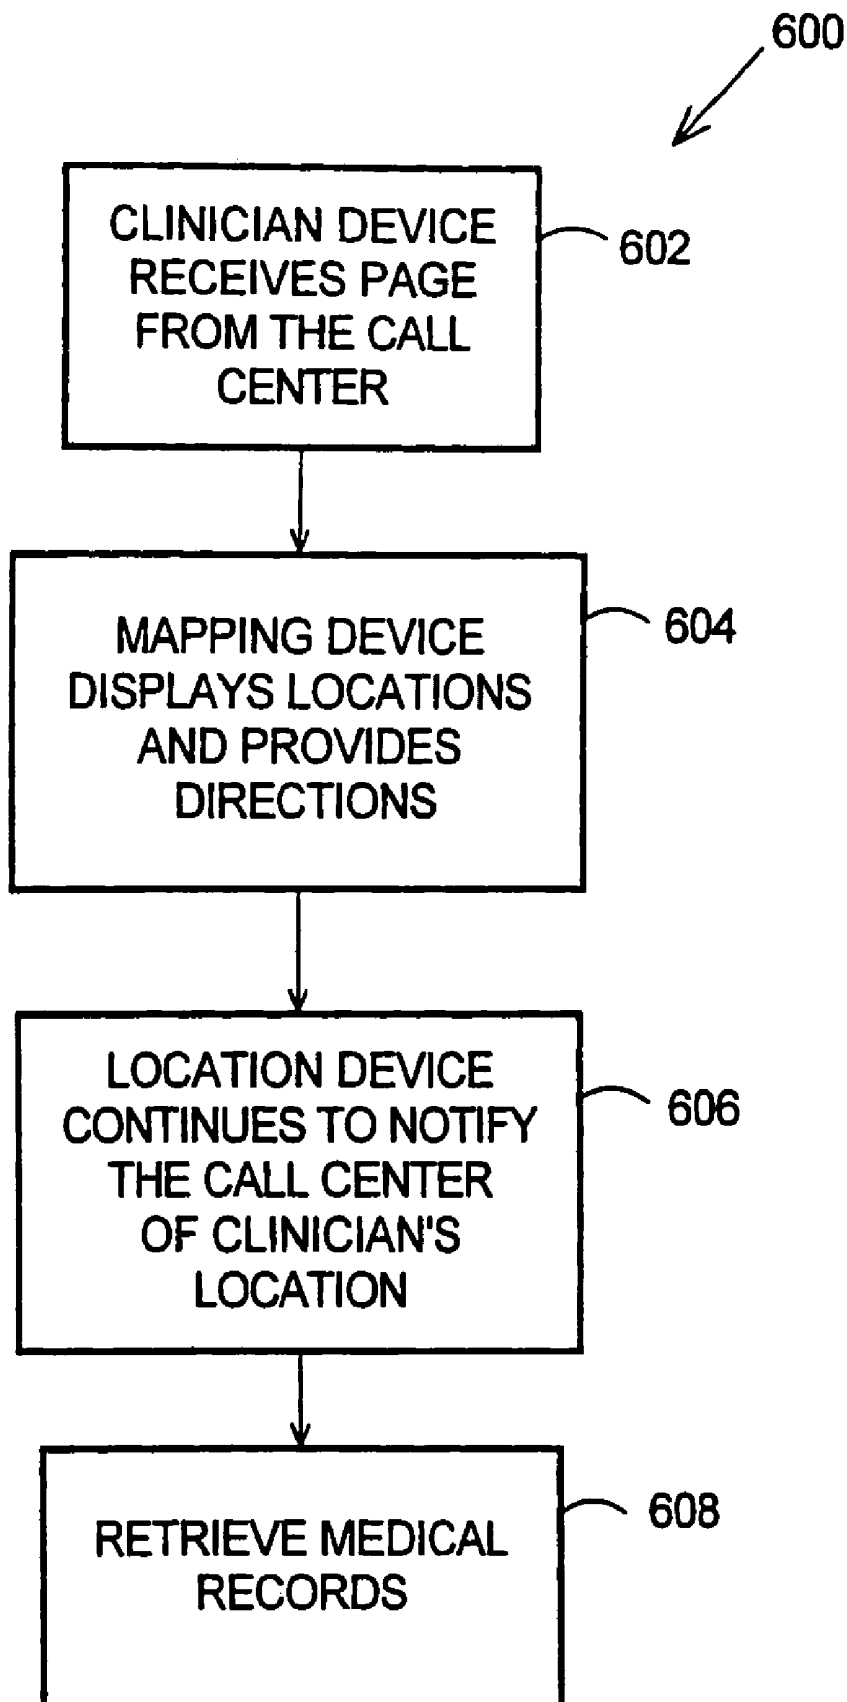 600
CLINICIAN DEVICE
RECEIVES PAGE
FROM THE CALL
CENTER
602
MAPPING DEVICE
DISPLAYS LOCATIONS
AND PROVIDES
DIRECTIONS
604
LOCATION DEVICE
CONTINUES TO NOTIFY
THE CALL CENTER
OF CLINICIAN'S
LOCATION
606
RETRIEVE MEDICAL
RECORDS
608